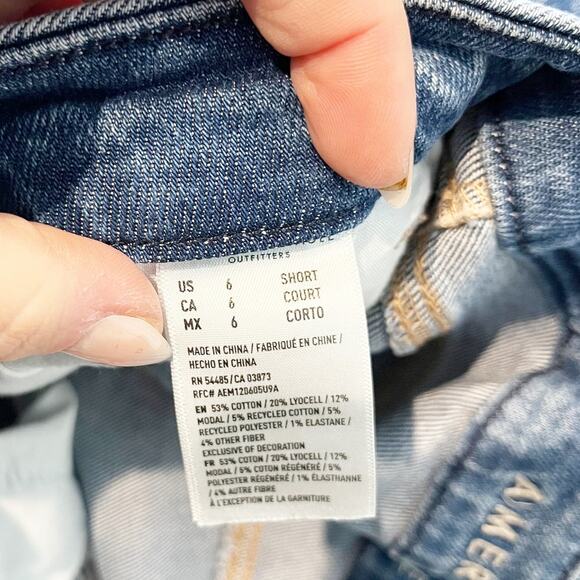 OUTFITTERS
US 6 SHORT
CA 6 COURT
MX 6 CORTO
MADE IN CHINA / FABRIQUÉ EN CHINE /
HECHO EN CHINA
RN 54485/CA 03873
RFC# AEM120605U9A
EN 53% COTTON / 20% LYOCELL / 12%
MODAL / 5% RECYCLED COTTON / 5%
RECYCLED POLYESTER / 1% ELASTANE /
4% OTHER FIBER
EXCLUSIVE OF DECORATION
FR 53% COTON / 20% LYOCELL / 12%
MODAL / 5% COTON RÉGÉNÉRÉ / 5%
POLYESTER RÉGÉNÉRÉ / 1% ÉLASTHANNE
/ 4% AUTRE FIBRE
À L'EXCEPTION DE LA GARNITURE
AMER